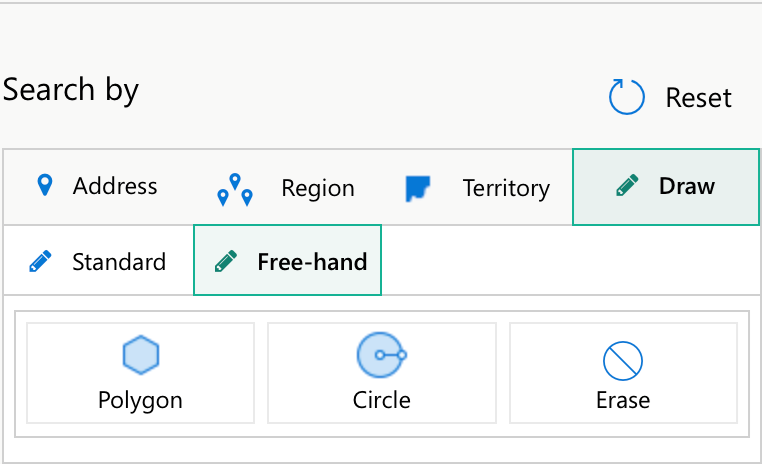 Search by Reset
Address Region Territory Draw
Standard Free-hand
Polygon Circle Erase